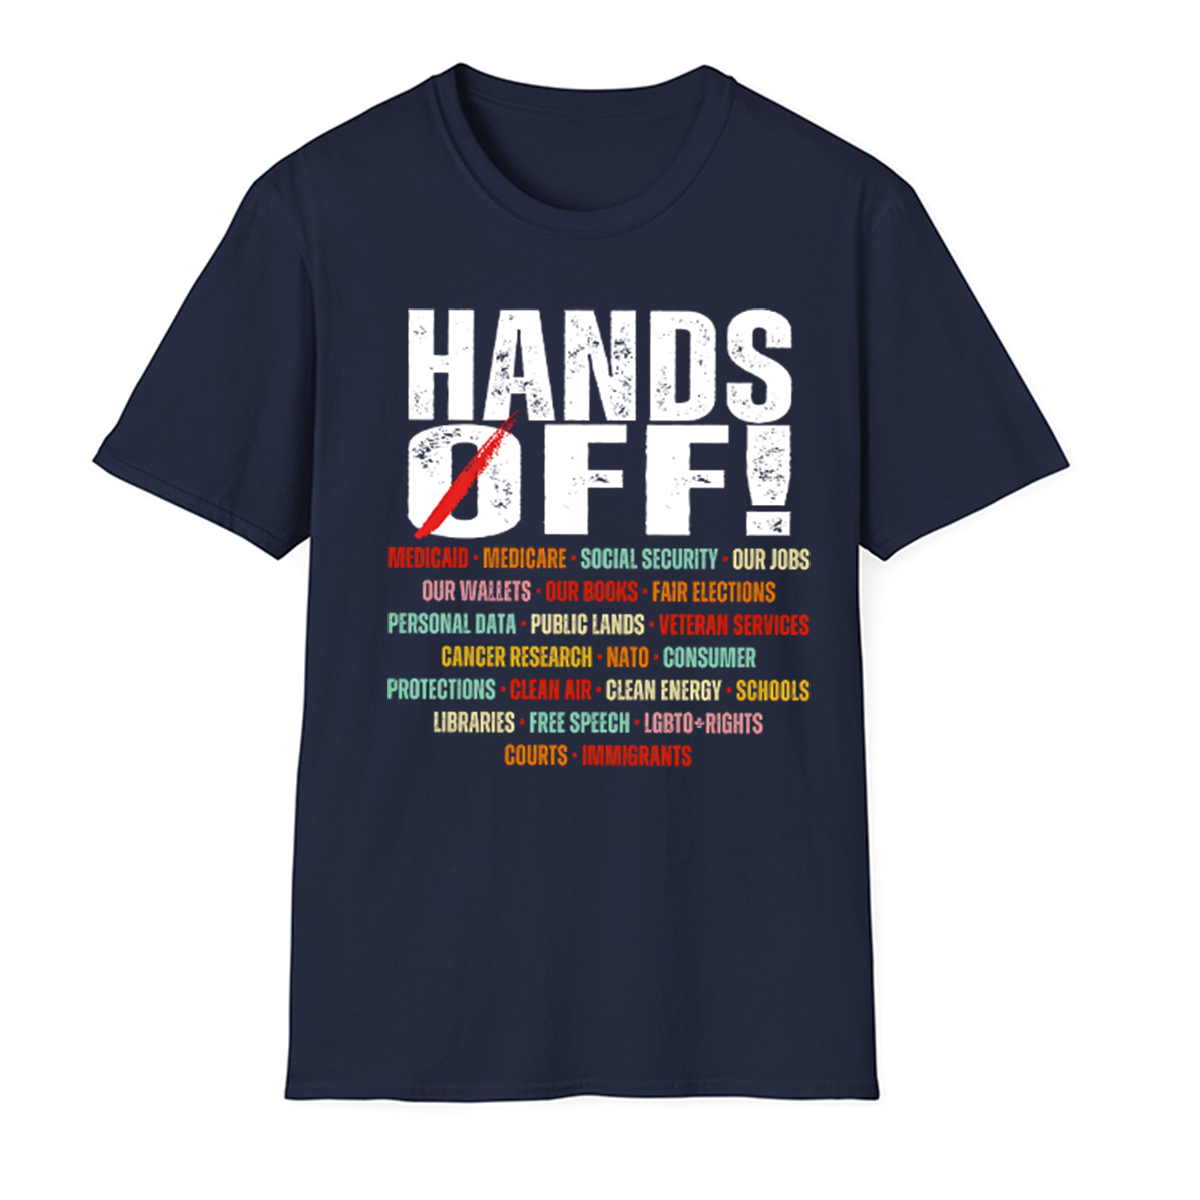 HANDS
OFF!
MEDICAID · MEDICARE · SOCIAL SECURITY · OUR JOBS
OUR WALLETS · OUR BOOKS · FAIR ELECTIONS
PERSONAL DATA · PUBLIC LANDS · VETERAN SERVICES
CANCER RESEARCH · NATO · CONSUMER
PROTECTIONS · CLEAN AIR · CLEAN ENERGY · SCHOOLS
LIBRARIES · FREE SPEECH · LGBTO+RIGHTS
COURTS · IMMIGRANTS